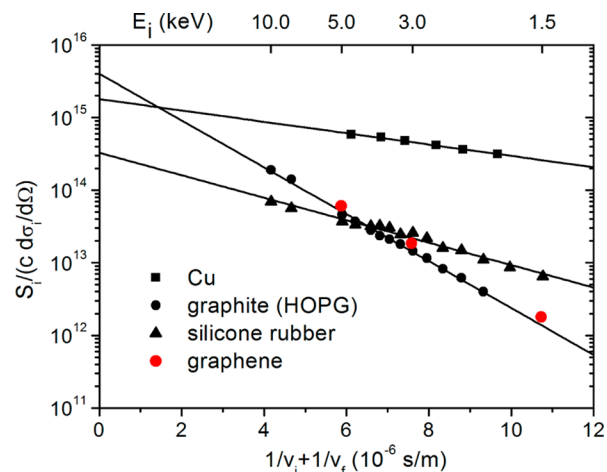 E_i (keV) 10.0 5.0 3.0 1.5
10^16
10^15
10^14
10^13
10^12
10^11
S_i/(c dσ_i/dΩ)
Cu
graphite (HOPG)
silicone rubber
graphene
0 2 4 6 8 10 12
1/v_i+1/v_f (10^-6 s/m)